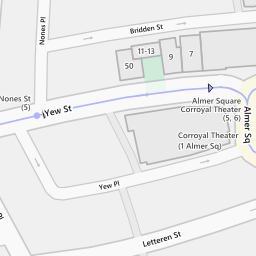 Nones Pl
Bridden St
11-13
50
9
7
Nones St
(5)
Yew St
Almer Square
Corroyal Theater
(5, 6)
Almer Sq
Corroyal Theater
(1 Almer Sq)
Yew Pl
Letteren St